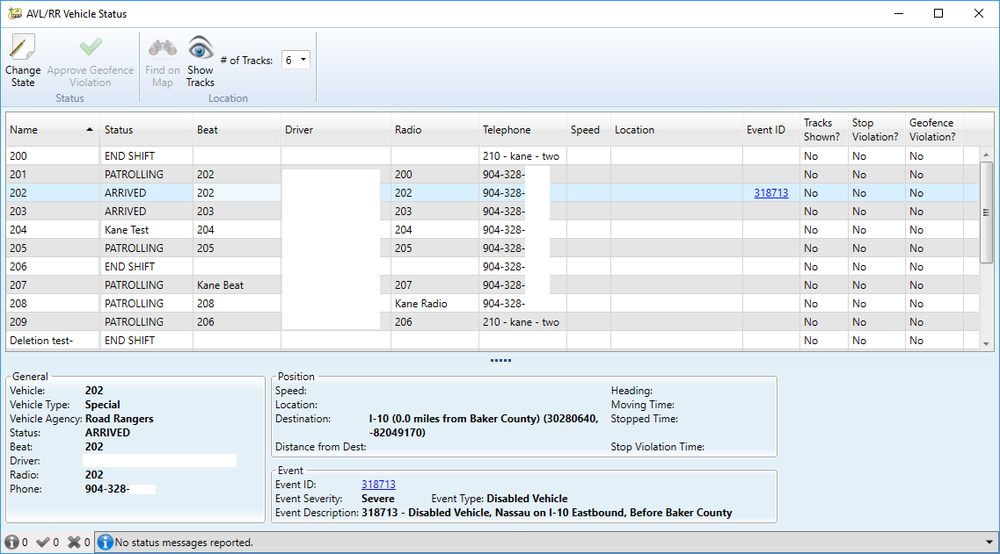 AVL/RR Vehicle Status
Change State
Approve Geofence Violation
Status
Find on Map
Show Tracks
# of Tracks: 6
Location
Name Status Beat Driver Radio Telephone Speed Location Event ID Tracks Shown? Stop Violation? Geofence Violation?
200 END SHIFT 210 - kane - two No No No
201 PATROLLING 202 200 904-328- No No No
202 ARRIVED 202 202 904-328- 318713 No No No
203 ARRIVED 203 203 904-328- No No No
204 Kane Test 204 204 904-328- No No No
205 PATROLLING 205 205 904-328- No No No
206 END SHIFT 904-328- No No No
207 PATROLLING Kane Beat 207 904-328- No No No
208 PATROLLING 208 Kane Radio 904-328- No No No
209 PATROLLING 206 206 210 - kane - two No No No
Deletion test- END SHIFT No No No
General
Vehicle: 202
Vehicle Type: Special
Vehicle Agency: Road Rangers
Status: ARRIVED
Beat: 202
Driver:
Radio: 202
Phone: 904-328-
Position
Speed: Heading:
Location: Moving Time:
Destination: I-10 (0.0 miles from Baker County) (30280640, Stopped Time:
-82049170)
Distance from Dest: Stop Violation Time:
Event
Event ID: 318713
Event Severity: Severe Event Type: Disabled Vehicle
Event Description: 318713 - Disabled Vehicle, Nassau on I-10 Eastbound, Before Baker County
0 0 0 No status messages reported.